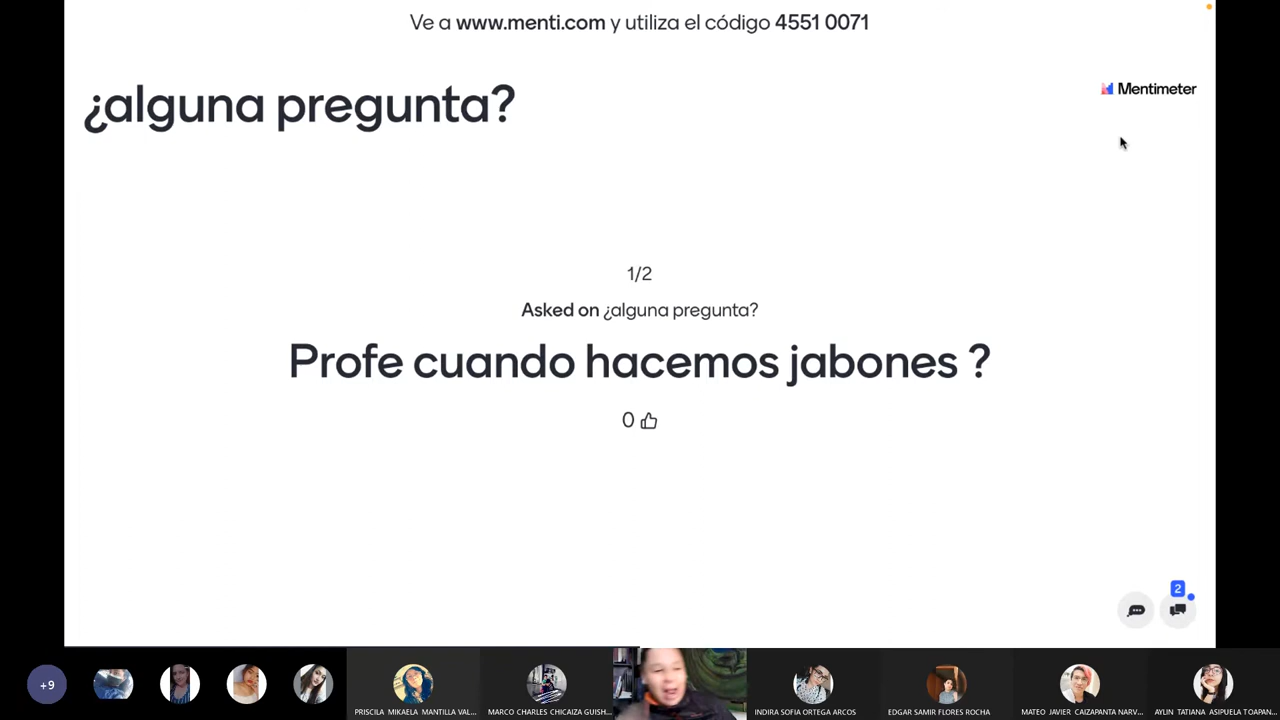 Ve a www.menti.com y utiliza el código 4551 0071
¿alguna pregunta?
Mentimeter
1/2
Asked on ¿alguna pregunta?
Profe cuando hacemos jabones ?
0
2
+9
PRISCILA MIKAELA MANTILLA VAL...
MARCO CHARLES CHICAIZA GUISH...
INDIRA SOFIA ORTEGA ARCOS
EDGAR SAMIR FLORES ROCHA
MATEO JAVIER CAIZAPANTA NARV...
AYLIN TATIANA ASIPUELA TOAPAN...